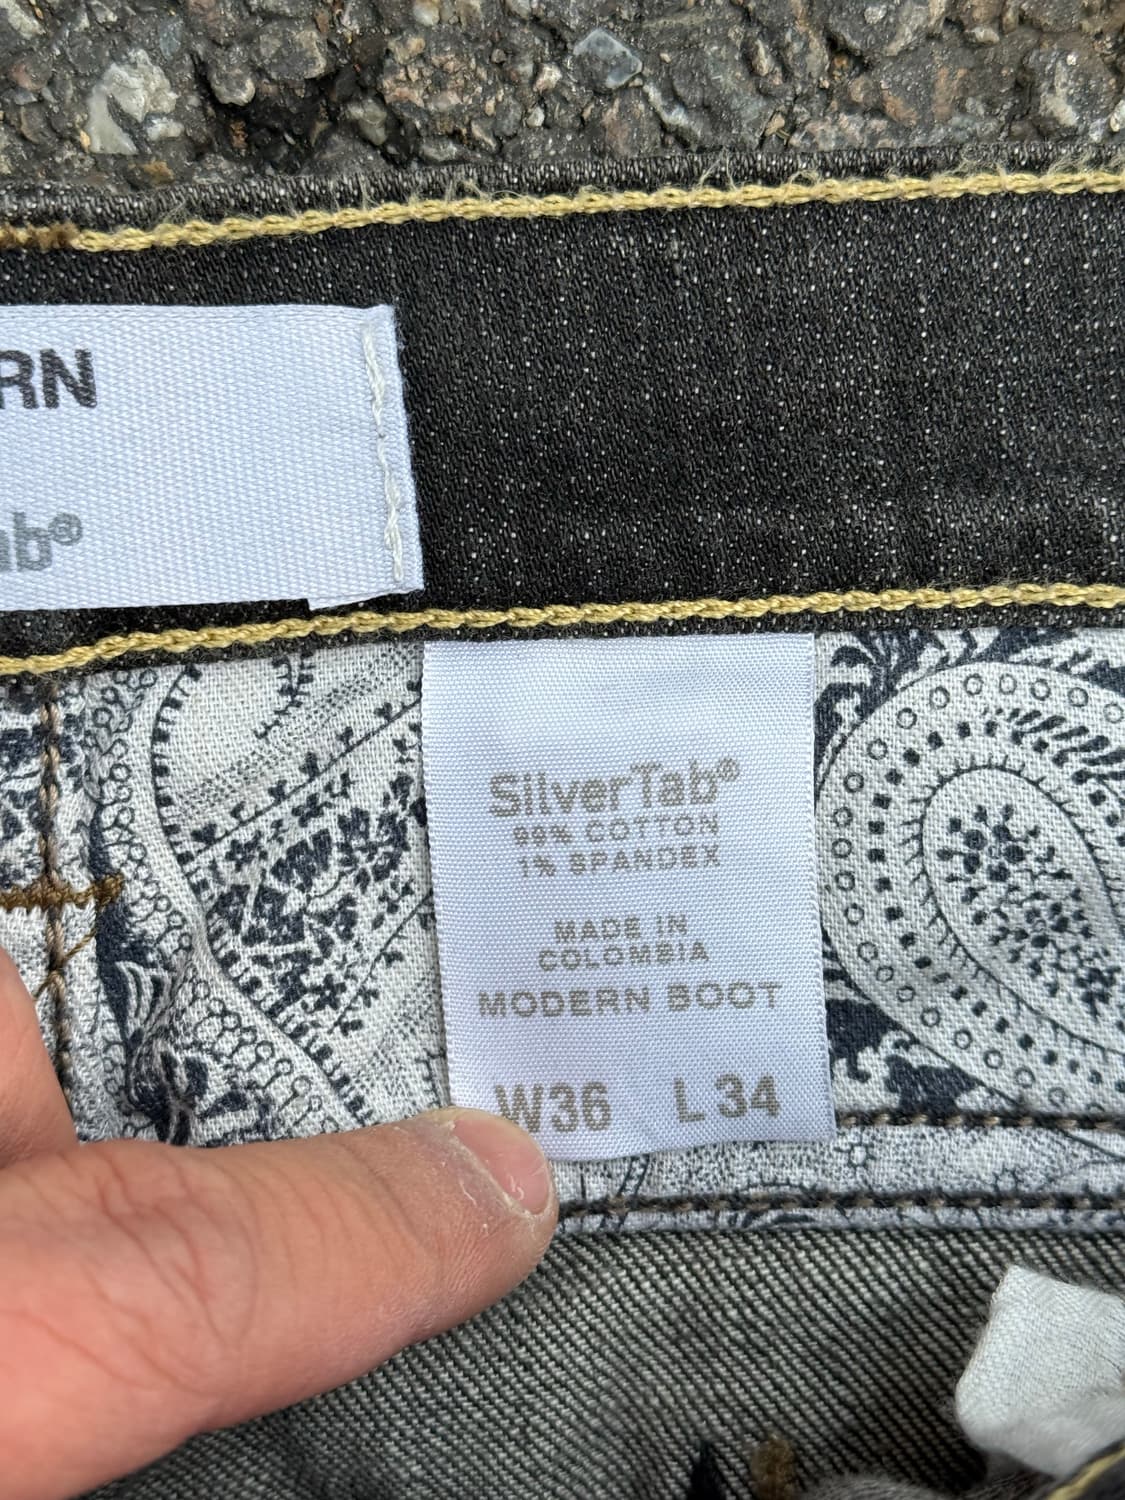 RN
ab®
SilverTab®
99% COTTON
1% SPANDEX
MADE IN
COLOMBIA
MODERN BOOT
W36 L34